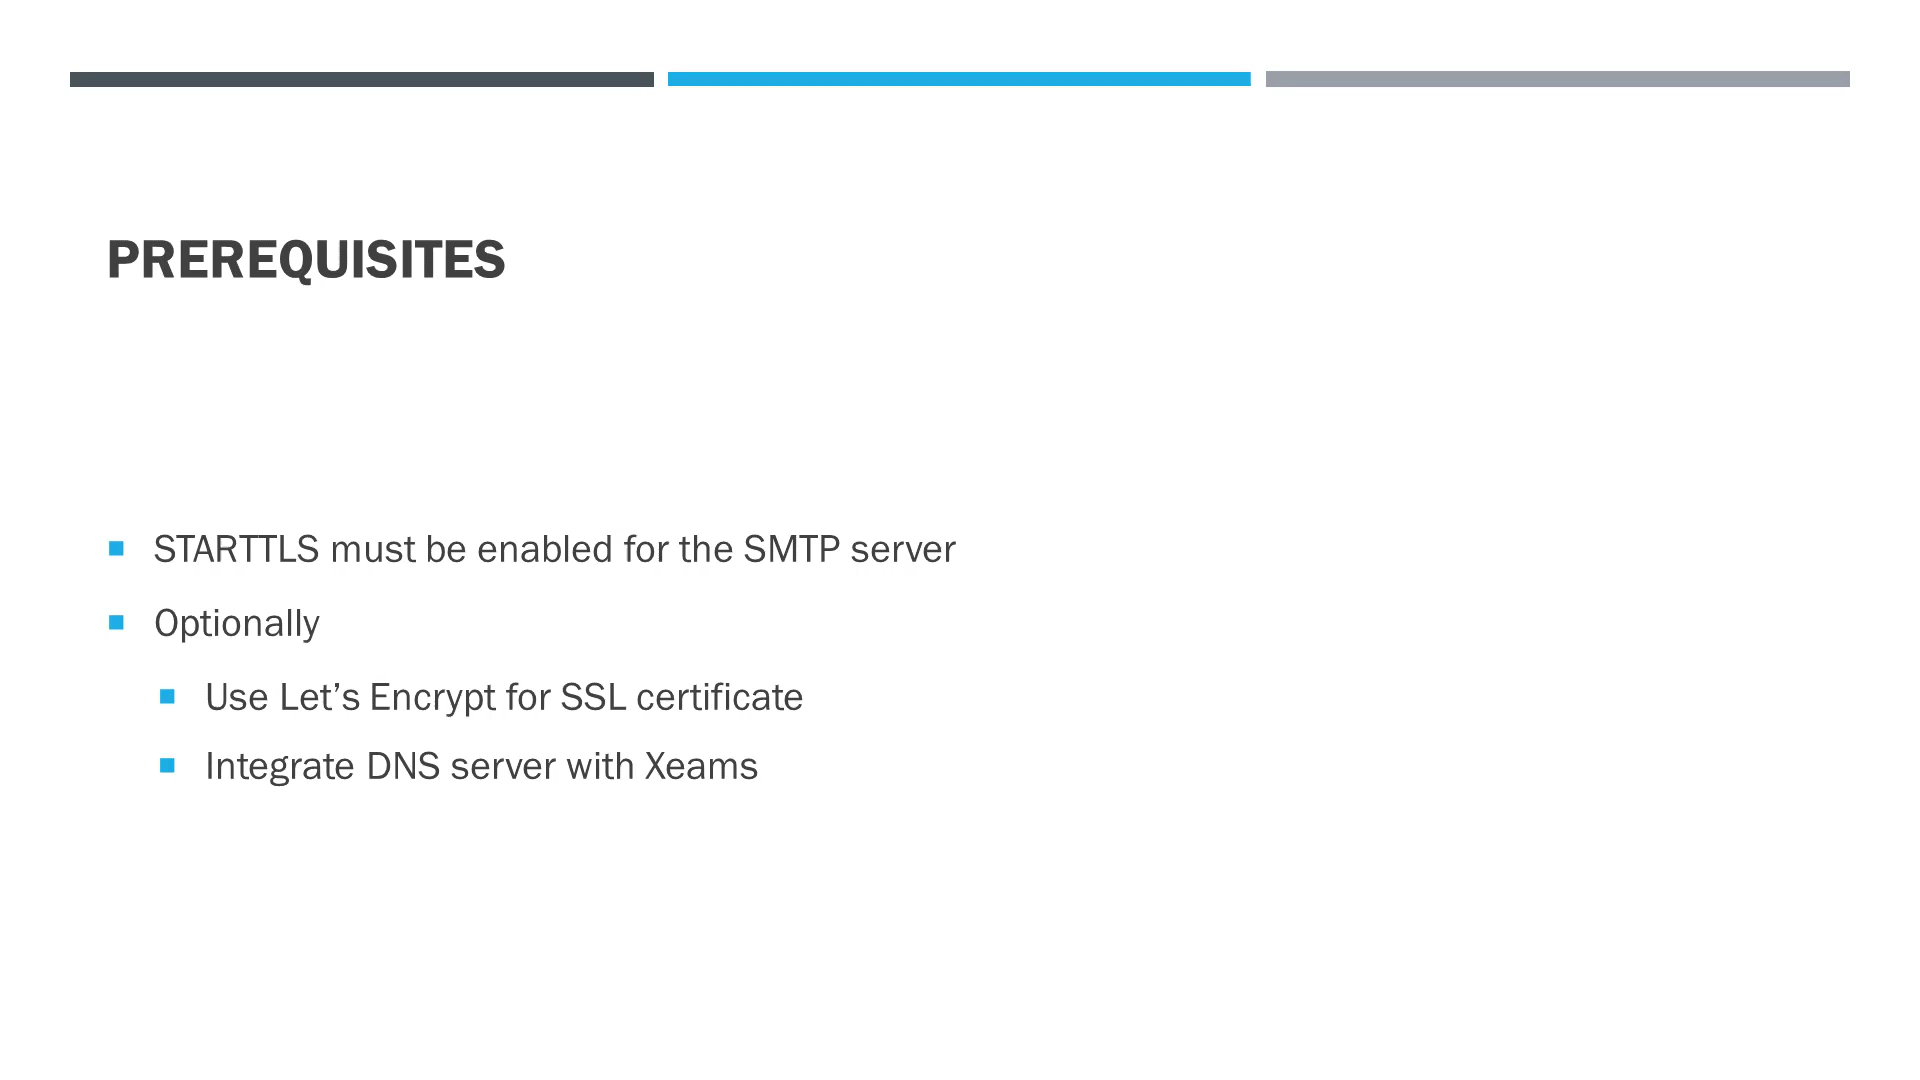 PREREQUISITES
STARTTLS must be enabled for the SMTP server
Optionally
Use Let’s Encrypt for SSL certificate
Integrate DNS server with Xeams